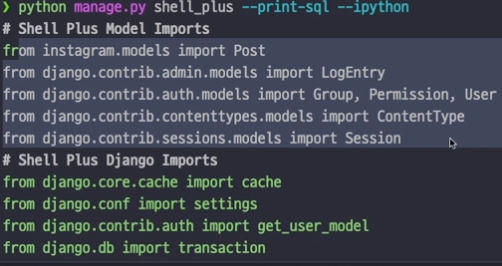 ❯ python manage.py shell_plus --print-sql --ipython
# Shell Plus Model Imports
from instagram.models import Post
from django.contrib.admin.models import LogEntry
from django.contrib.auth.models import Group, Permission, User
from django.contrib.contenttypes.models import ContentType
from django.contrib.sessions.models import Session
# Shell Plus Django Imports
from django.core.cache import cache
from django.conf import settings
from django.contrib.auth import get_user_model
from django.db import transaction